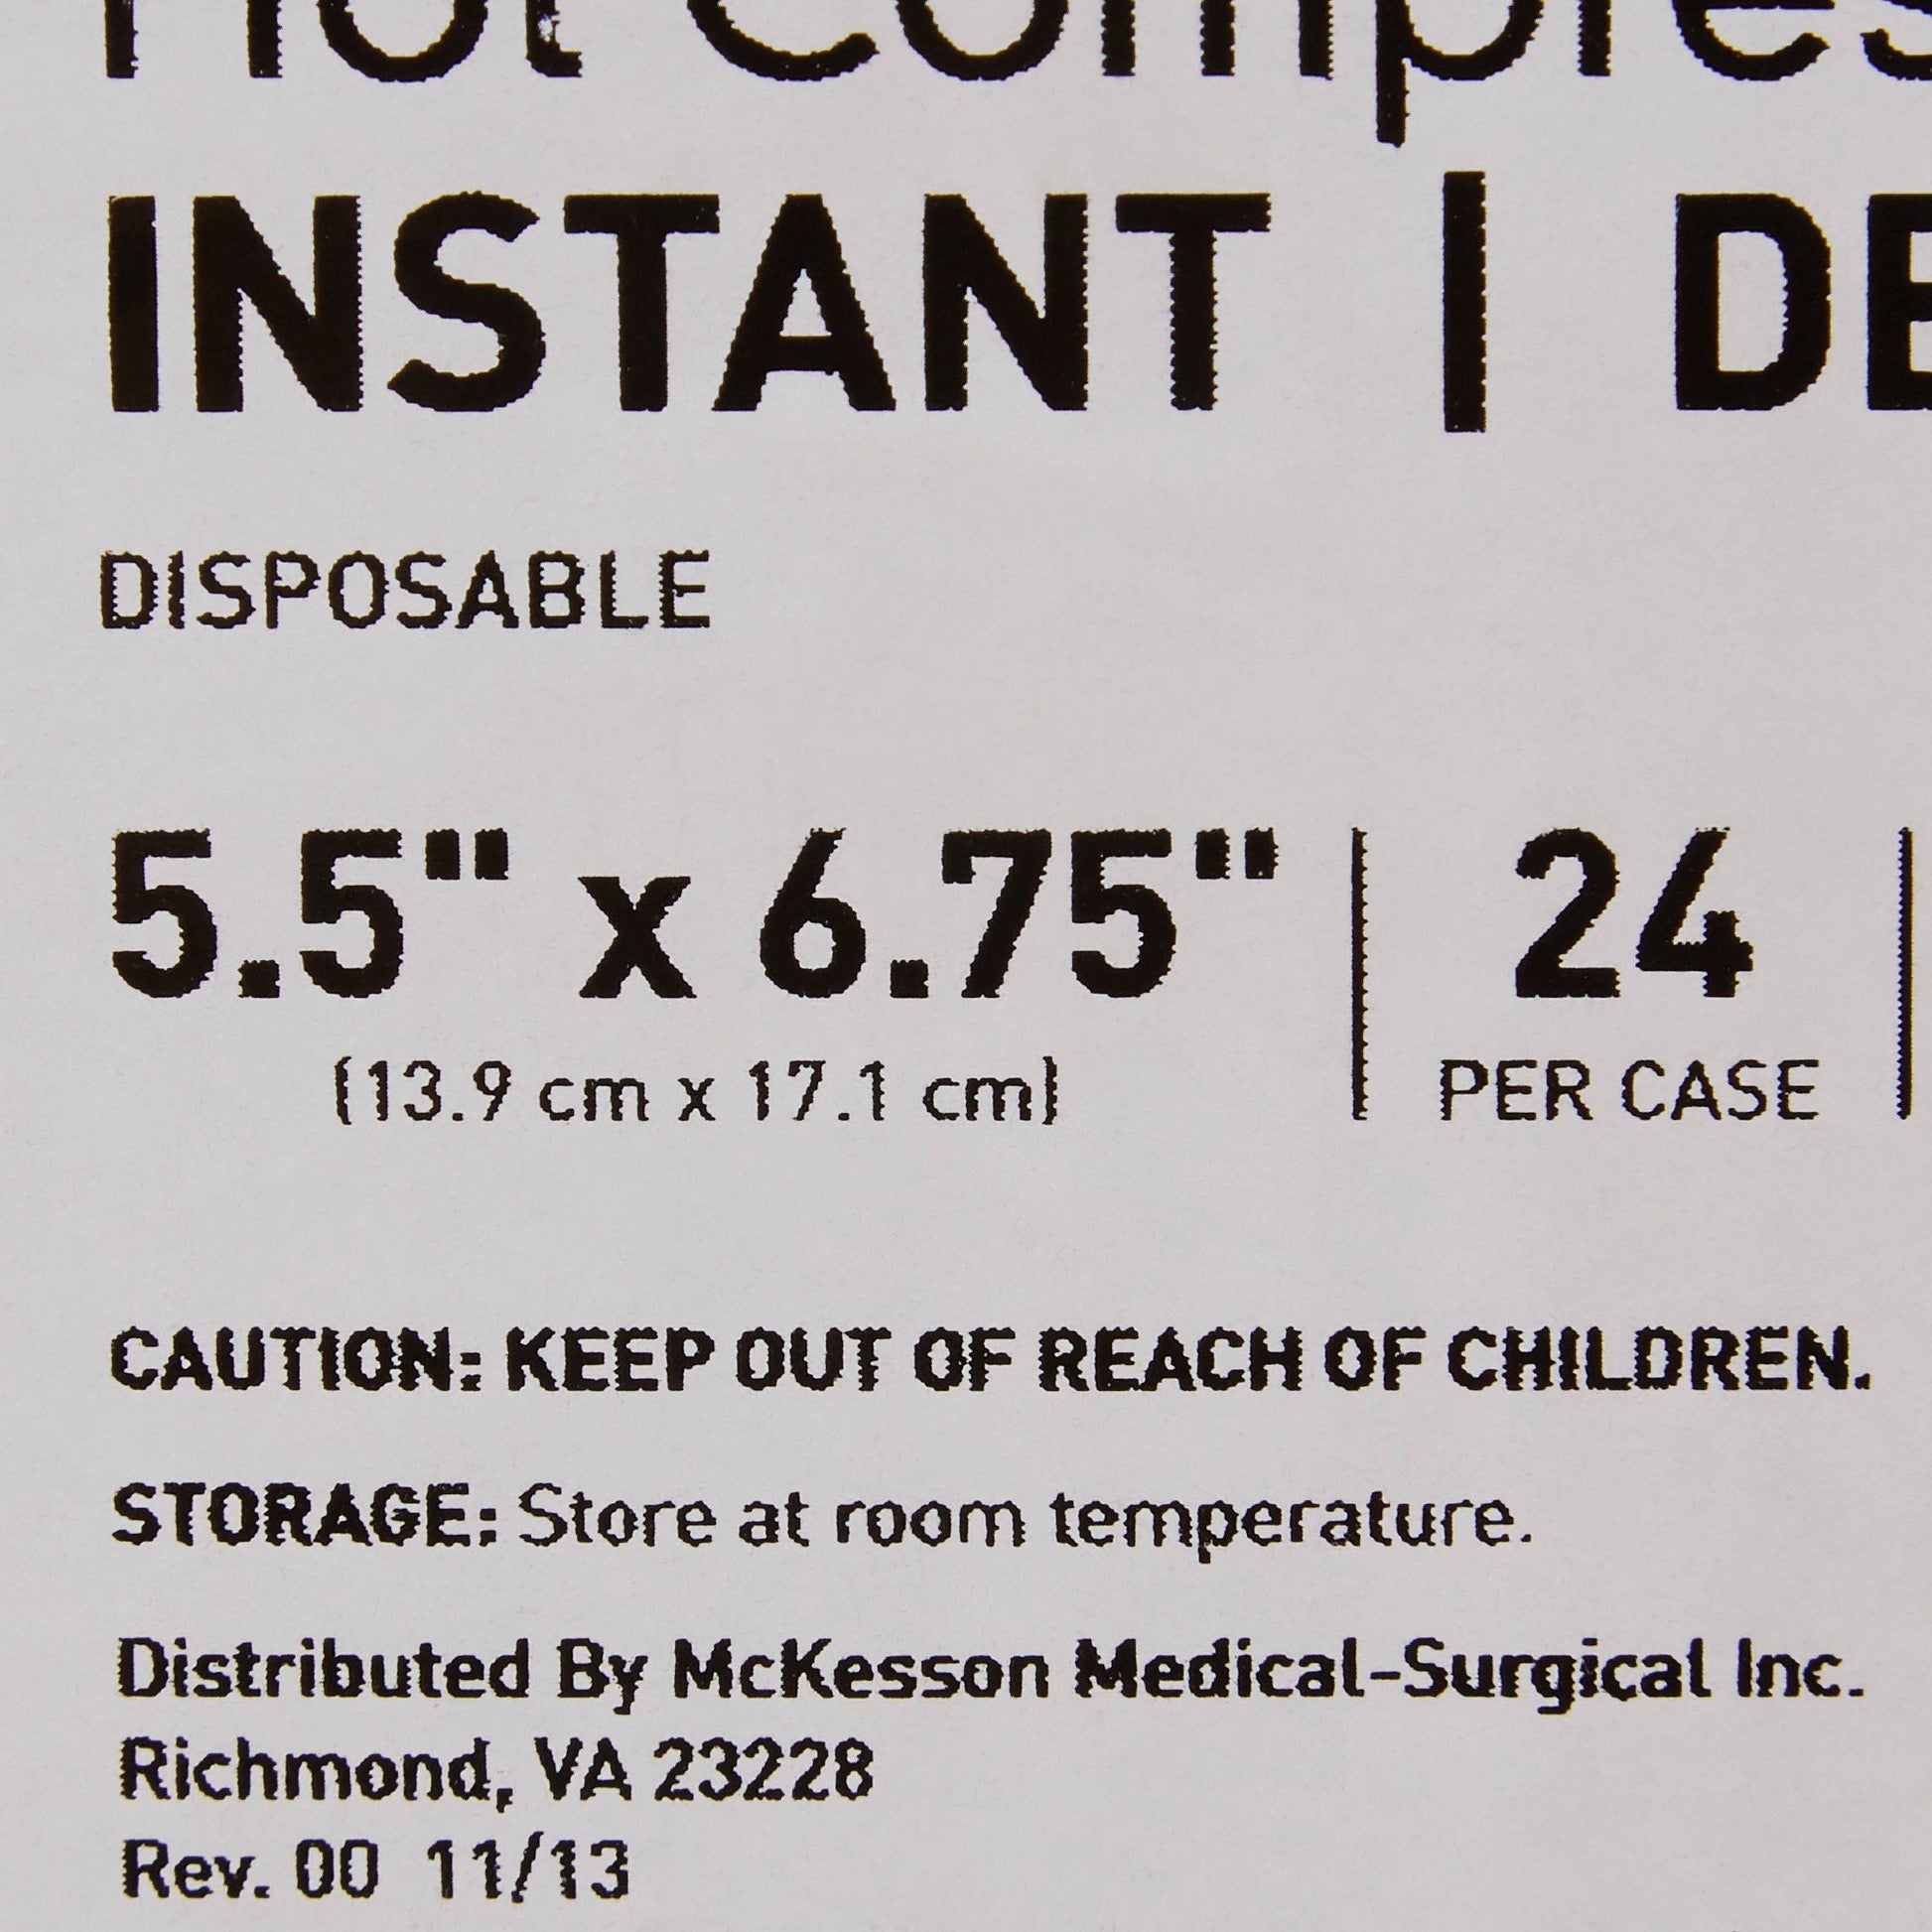 Hot
INSTANT |
DISPOSABLE
5.5" x 6.75" | 24 |
(13.9 cm x 17.1 cm) PER CASE
CAUTION: KEEP OUT OF REACH OF CHILDREN.
STORAGE: Store at room temperature.
Distributed By McKesson Medical-Surgical Inc.
Richmond, VA 23228
Rev. 00 11/13